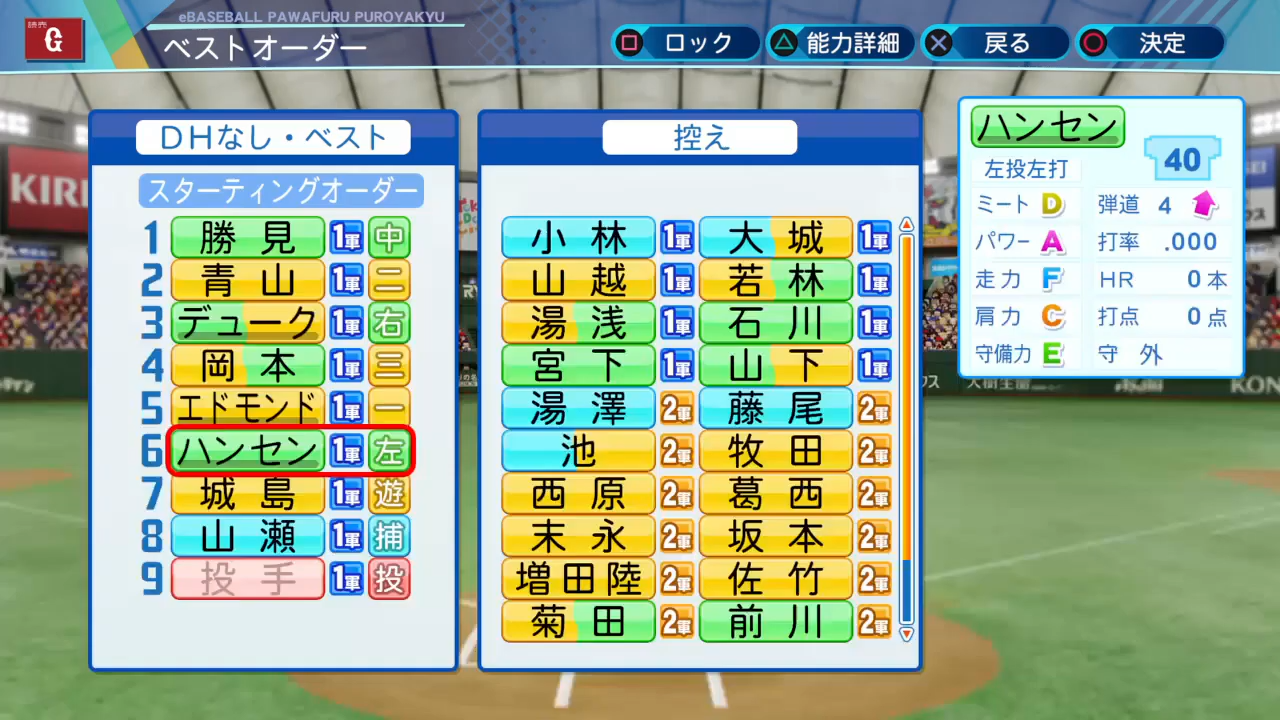 読売
G
eBASEBALL PAWAFURU PUROYAKYU
ベストオーダー
ロック
能力詳細
戻る
決定
DHなし・ベスト
スターティングオーダー
1 勝見 1軍 中
2 青山 1軍 二
3 デューク 1軍 右
4 岡本 1軍 三
5 エドモンド 1軍 一
6 ハンセン 1軍 左
7 城島 1軍 遊
8 山瀬 1軍 捕
9 投手 1軍 投
控え
小林 1軍 大城 1軍
山越 1軍 若林 1軍
湯浅 1軍 石川 1軍
宮下 1軍 山下 1軍
湯澤 2軍 藤尾 2軍
池 2軍 牧田 2軍
西原 2軍 葛西 2軍
末永 2軍 坂本 2軍
増田陸 2軍 佐竹 2軍
菊田 2軍 前川 2軍
ハンセン
40
左投左打
ミート D 弾道 4
パワー A 打率 .000
走力 F HR 0本
肩力 C 打点 0点
守備力 E 守 外
KIRI
KON